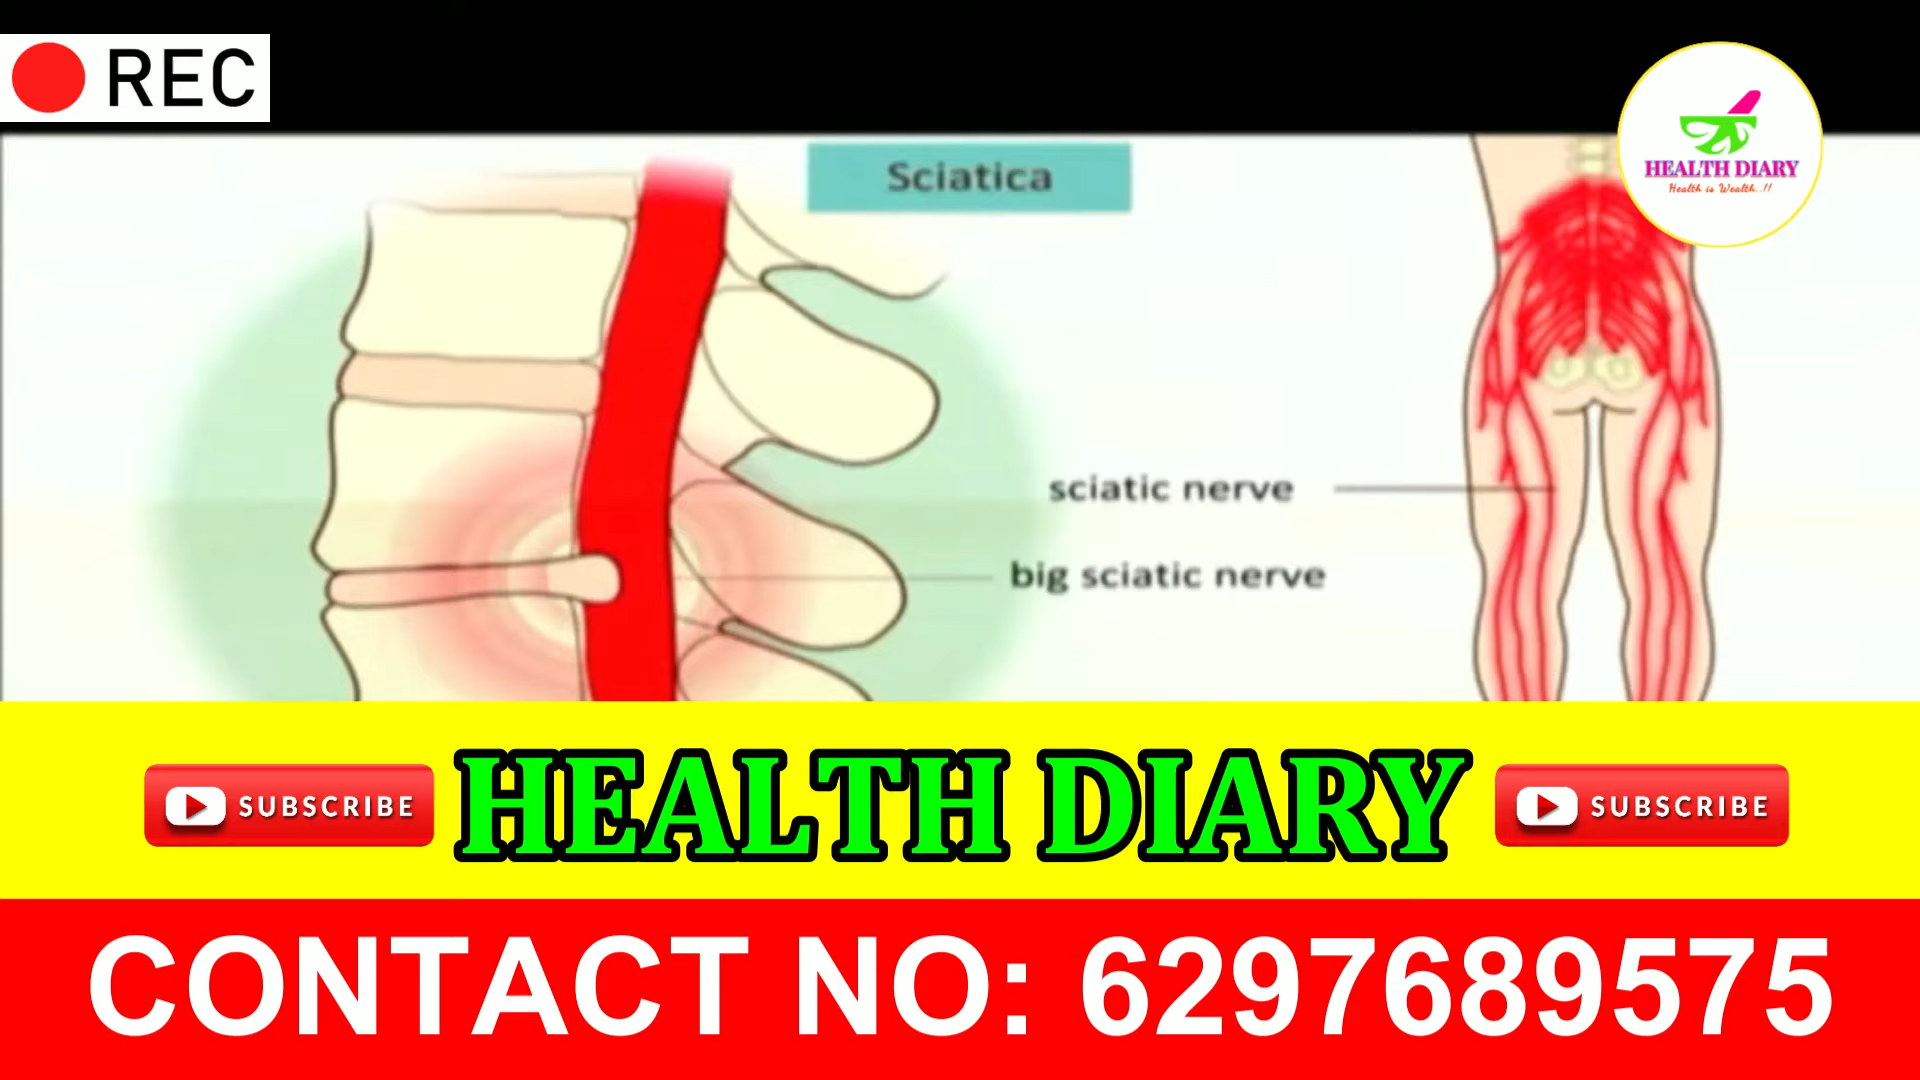 REC
HEALTH DIARY
Health is Wealth..!!
Sciatica
sciatic nerve
big sciatic nerve
SUBSCRIBE HEALTH DIARY SUBSCRIBE
CONTACT NO: 6297689575